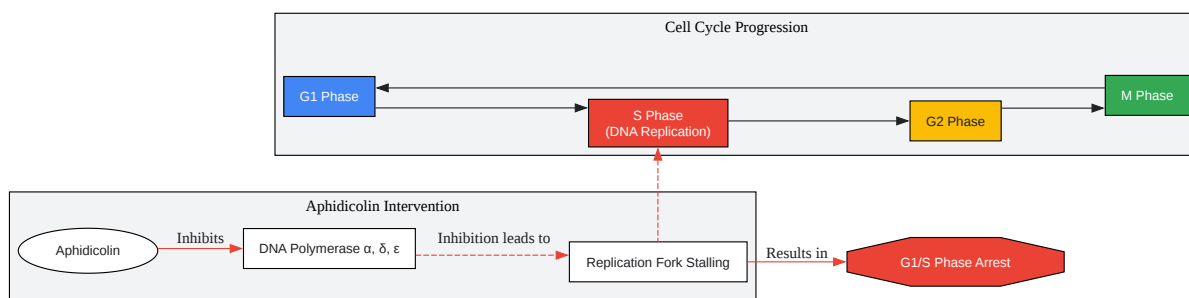 Cell Cycle Progression
G1 Phase
M Phase
S Phase
(DNA Replication)
G2 Phase
Aphidicolin Intervention
Aphidicolin
Inhibits
DNA Polymerase α, δ, ε
Inhibition leads to
Replication Fork Stalling
Results in
G1/S Phase Arrest